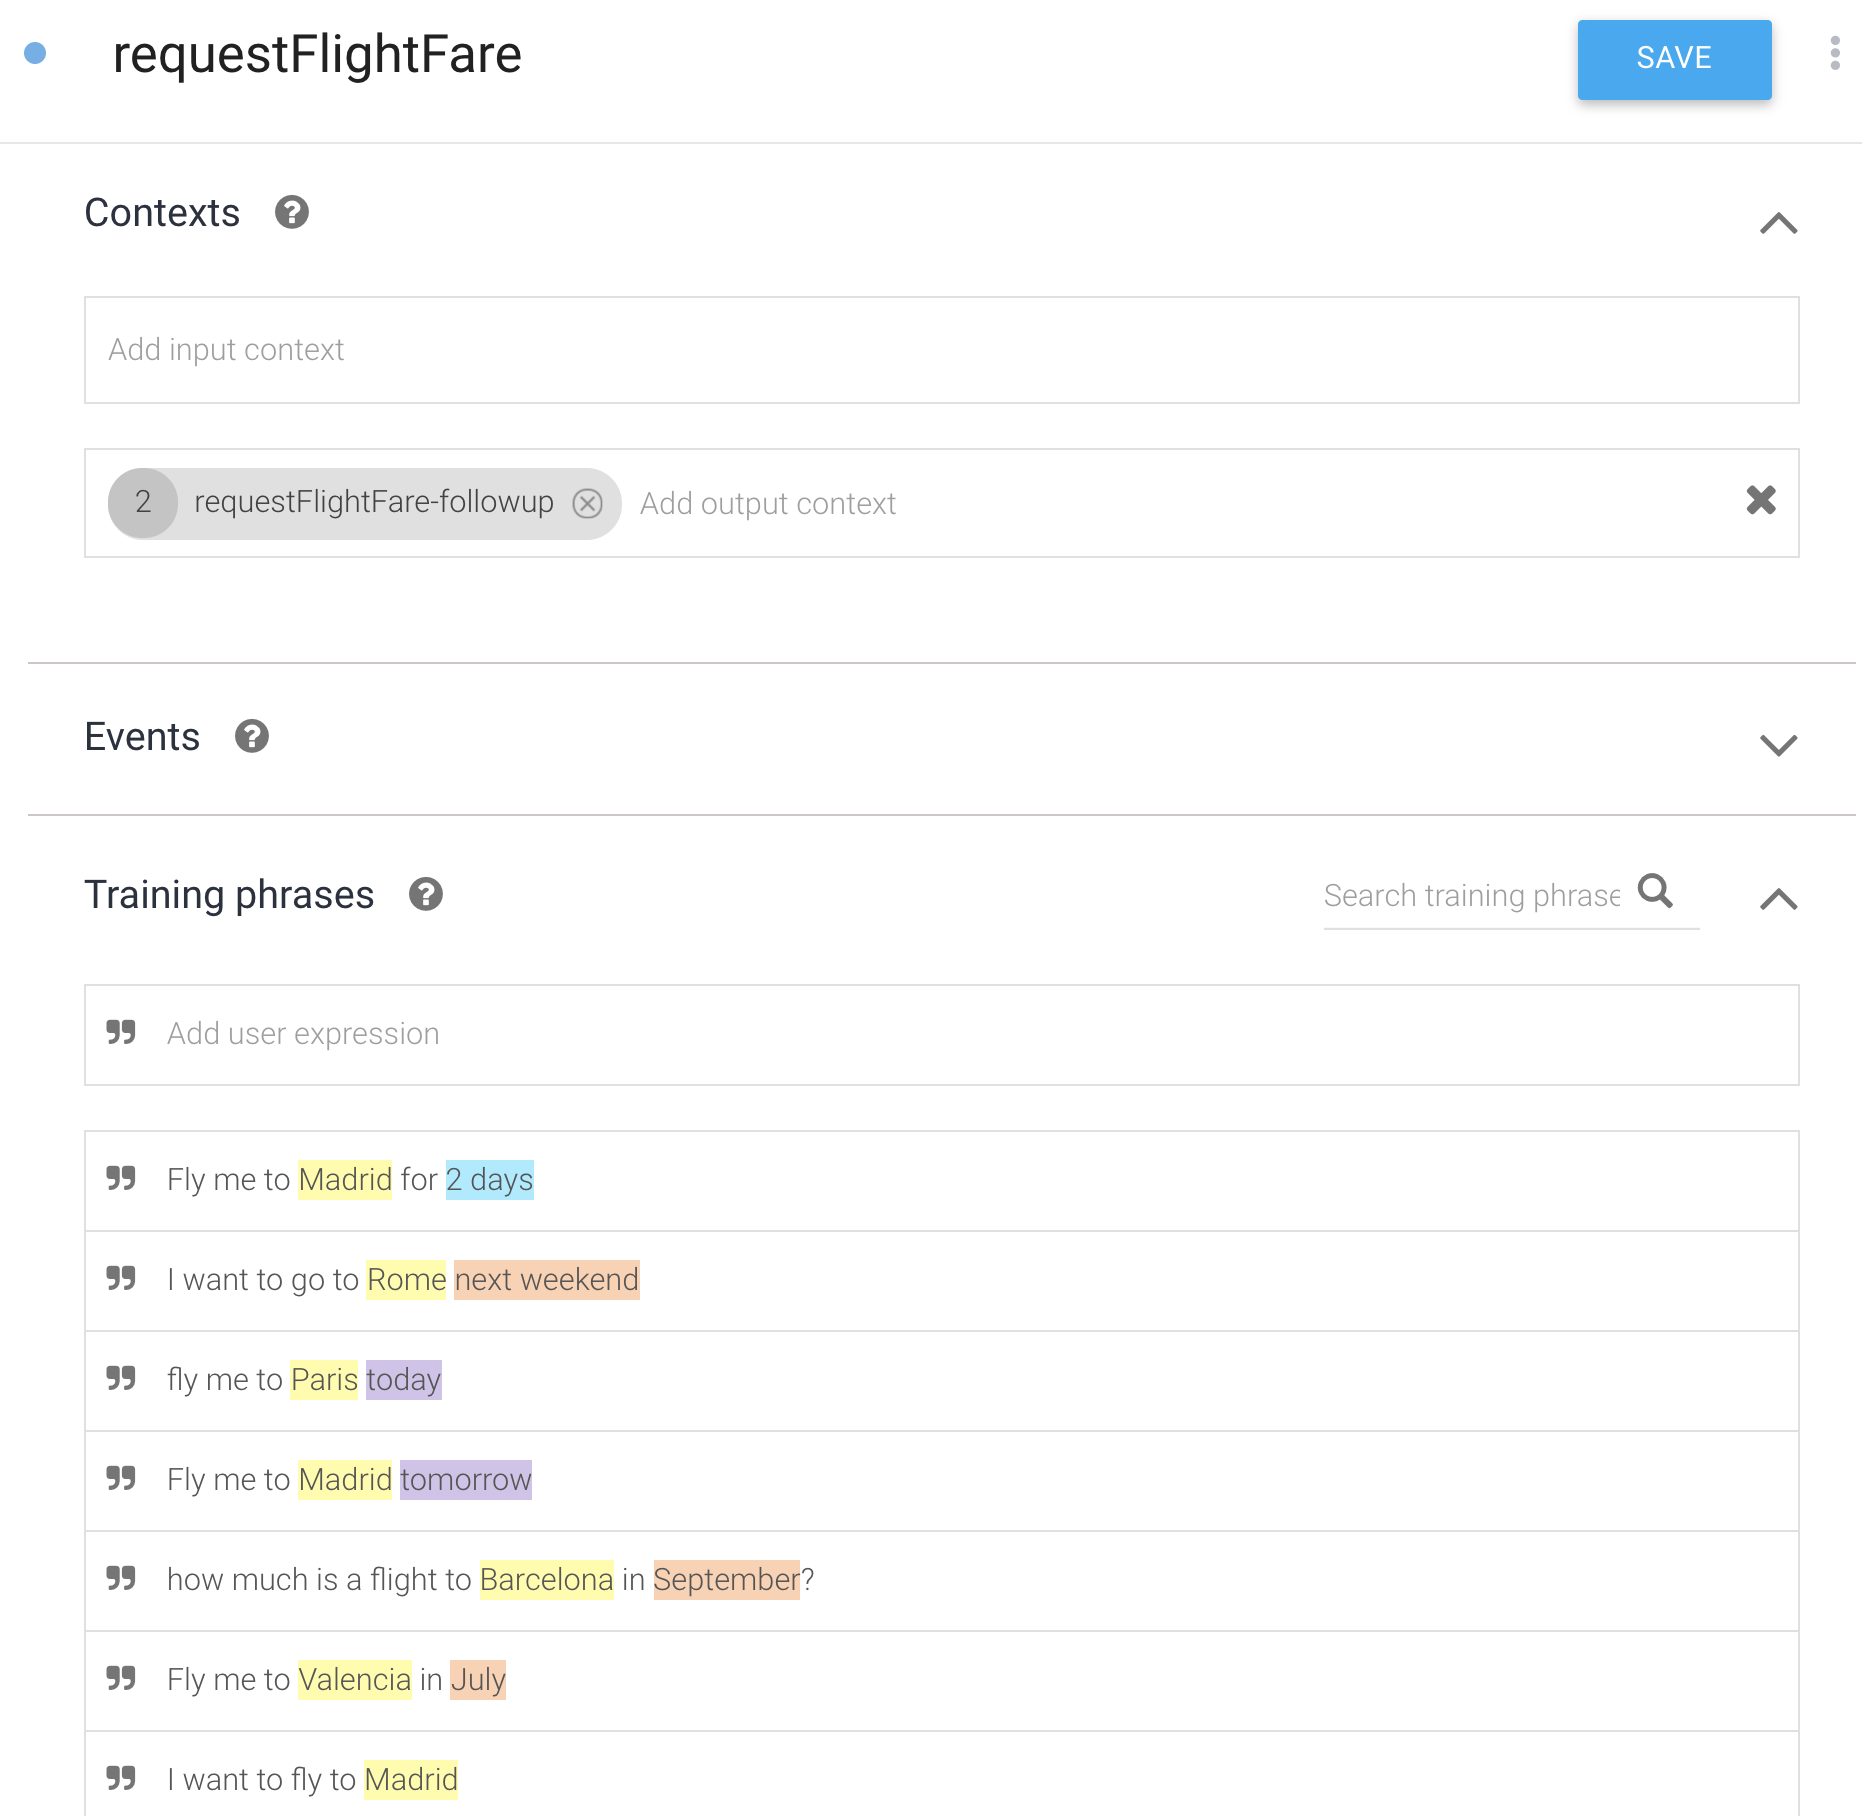 requestFlightFare
SAVE
Contexts ?
Add input context
2 requestFlightFare-followup Add output context
Events ?
Training phrases ?
Search training phrase
Add user expression
Fly me to Madrid for 2 days
I want to go to Rome next weekend
fly me to Paris today
Fly me to Madrid tomorrow
how much is a flight to Barcelona in September?
Fly me to Valencia in July
I want to fly to Madrid